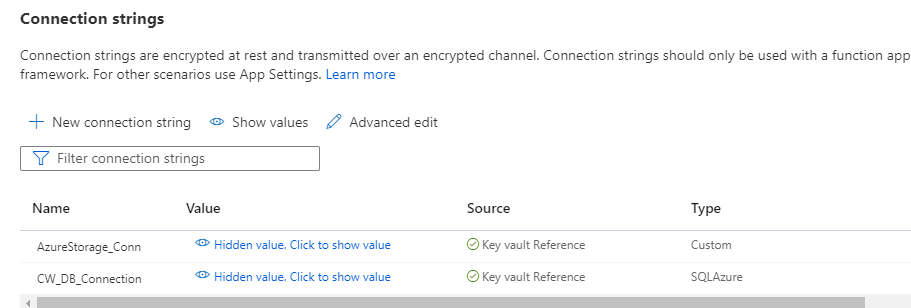 Connection strings
Connection strings are encrypted at rest and transmitted over an encrypted channel. Connection strings should only be used with a function app
framework. For other scenarios use App Settings. Learn more
New connection string Show values Advanced edit
Filter connection strings
Name Value Source Type
AzureStorage_Conn Hidden value. Click to show value Key vault Reference Custom
CW_DB_Connection Hidden value. Click to show value Key vault Reference SQLAzure